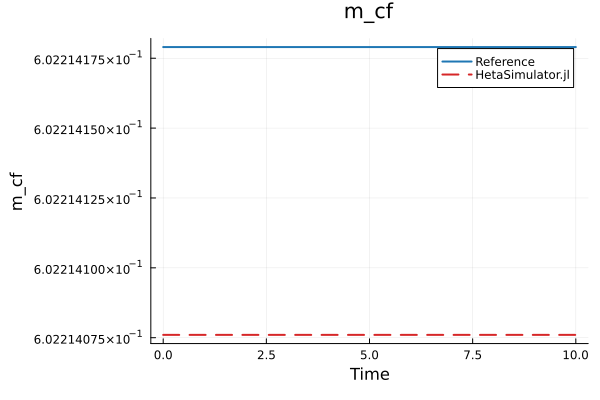 m_cf
6.02214175×10⁻¹
6.02214150×10⁻¹
6.02214125×10⁻¹
6.02214100×10⁻¹
6.02214075×10⁻¹
m_cf
Reference
HetaSimulator.jl
0.0 2.5 5.0 7.5 10.0
Time